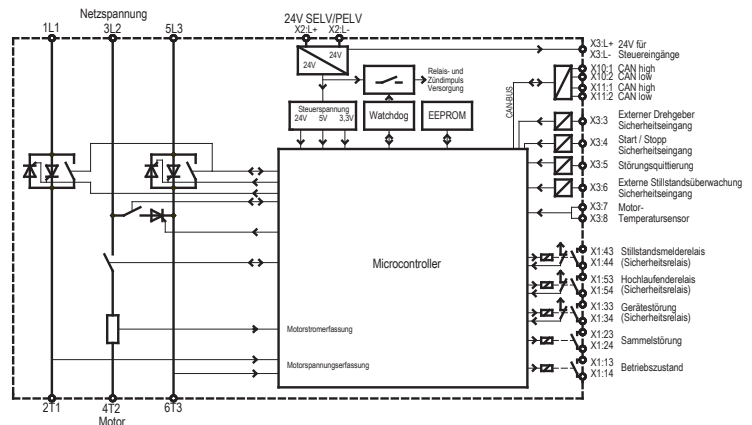 Netzspannung
1L1 3L2 5L3
24V SELV/PELV
X2:L+ X2:L-
24V
24V
Relais- und
Zündimpuls
Versorgung
Steuerspannung
24V 5V 3,3V
Watchdog
EEPROM
CAN-BUS
X3:L+ 24V für
X3:L- Steuereingänge
X10:1 CAN high
X10:2 CAN low
X11:1 CAN high
X11:2 CAN low
X3:3 Externer Drehgeber
Sicherheitseingang
X3:4 Start / Stopp
Sicherheitseingang
X3:5 Störungsquittierung
X3:6 Externe Stillstandsüberwachung
Sicherheitseingang
X3:7 Motor-
X3:8 Temperatursensor
Microcontroller
X1:43 Stillstandsmelderelais
X1:44 (Sicherheitsrelais)
X1:53 Hochlaufenderelais
X1:54 (Sicherheitsrelais)
X1:33 Gerätestörung
X1:34 (Sicherheitsrelais)
X1:23
X1:24 Sammelstörung
X1:13
X1:14 Betriebszustand
Motorstromerfassung
Motorspannungserfassung
2T1 4T2 6T3
Motor